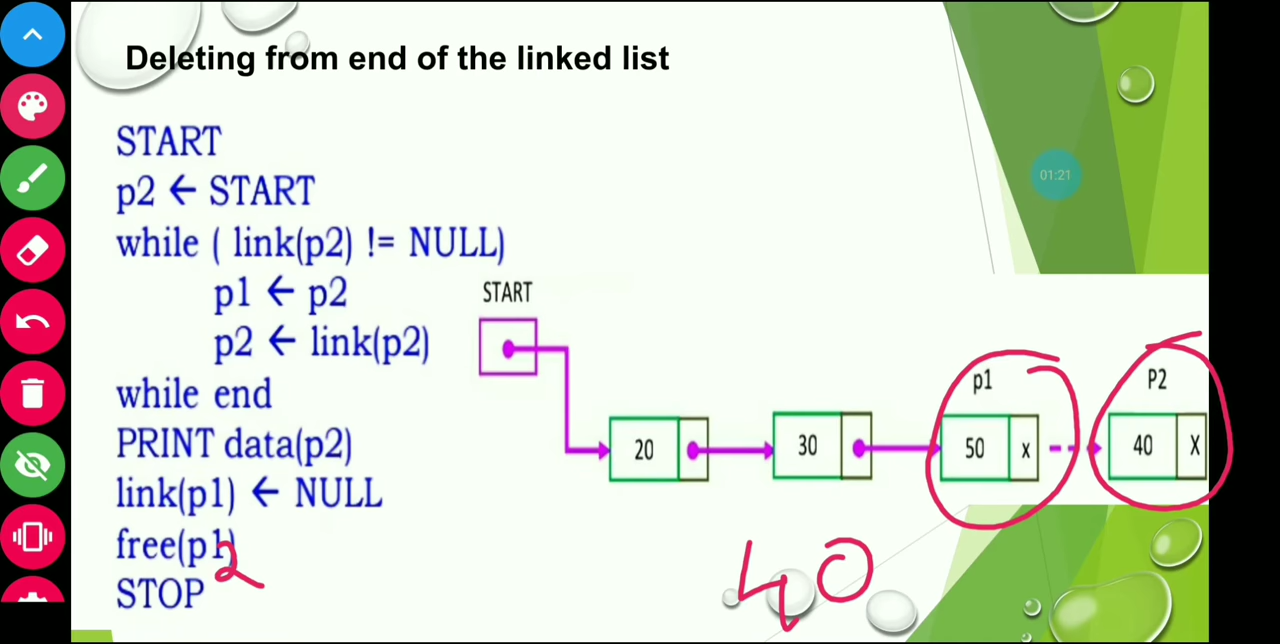 Deleting from end of the linked list
01:21
START
p2 ← START
while ( link(p2) != NULL)
p1 ← p2
p2 ← link(p2)
while end
PRINT data(p2)
link(p1) ← NULL
free(p1)
2
STOP
START
p1
P2
20
30
50 x
40 X
40